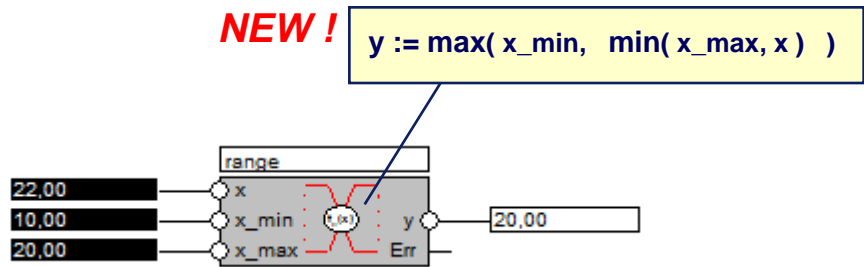 NEW !
y := max( x_min, min( x_max, x ) )
range
22,00
x
10,00
x_min
y
20,00
20,00
x_max
Err